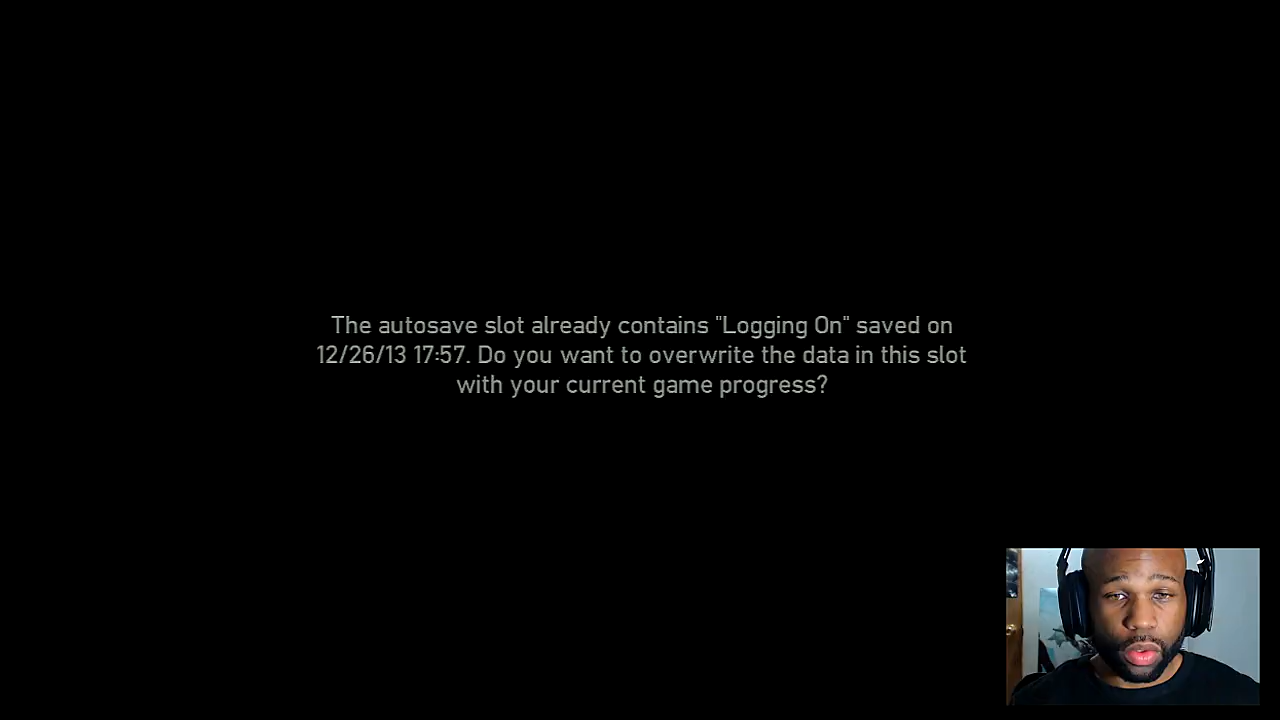 The autosave slot already contains "Logging On" saved on
12/26/13 17:57. Do you want to overwrite the data in this slot
with your current game progress?